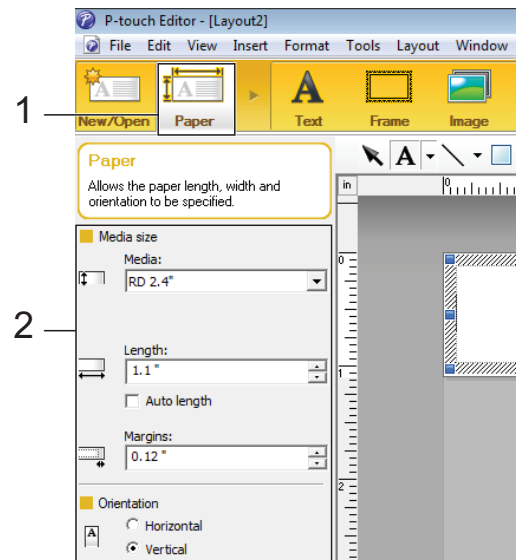 P-touch Editor - [Layout2]
File Edit View Insert Format Tools Layout Window
1
New/Open Paper Text Frame Image
Paper
Allows the paper length, width and
orientation to be specified.
A
in
0
2
Media size
Media:
RD 2.4"
0
Length:
1.1 "
1
Auto length
Margins:
0.12 "
2
Orientation
A
Horizontal
Vertical